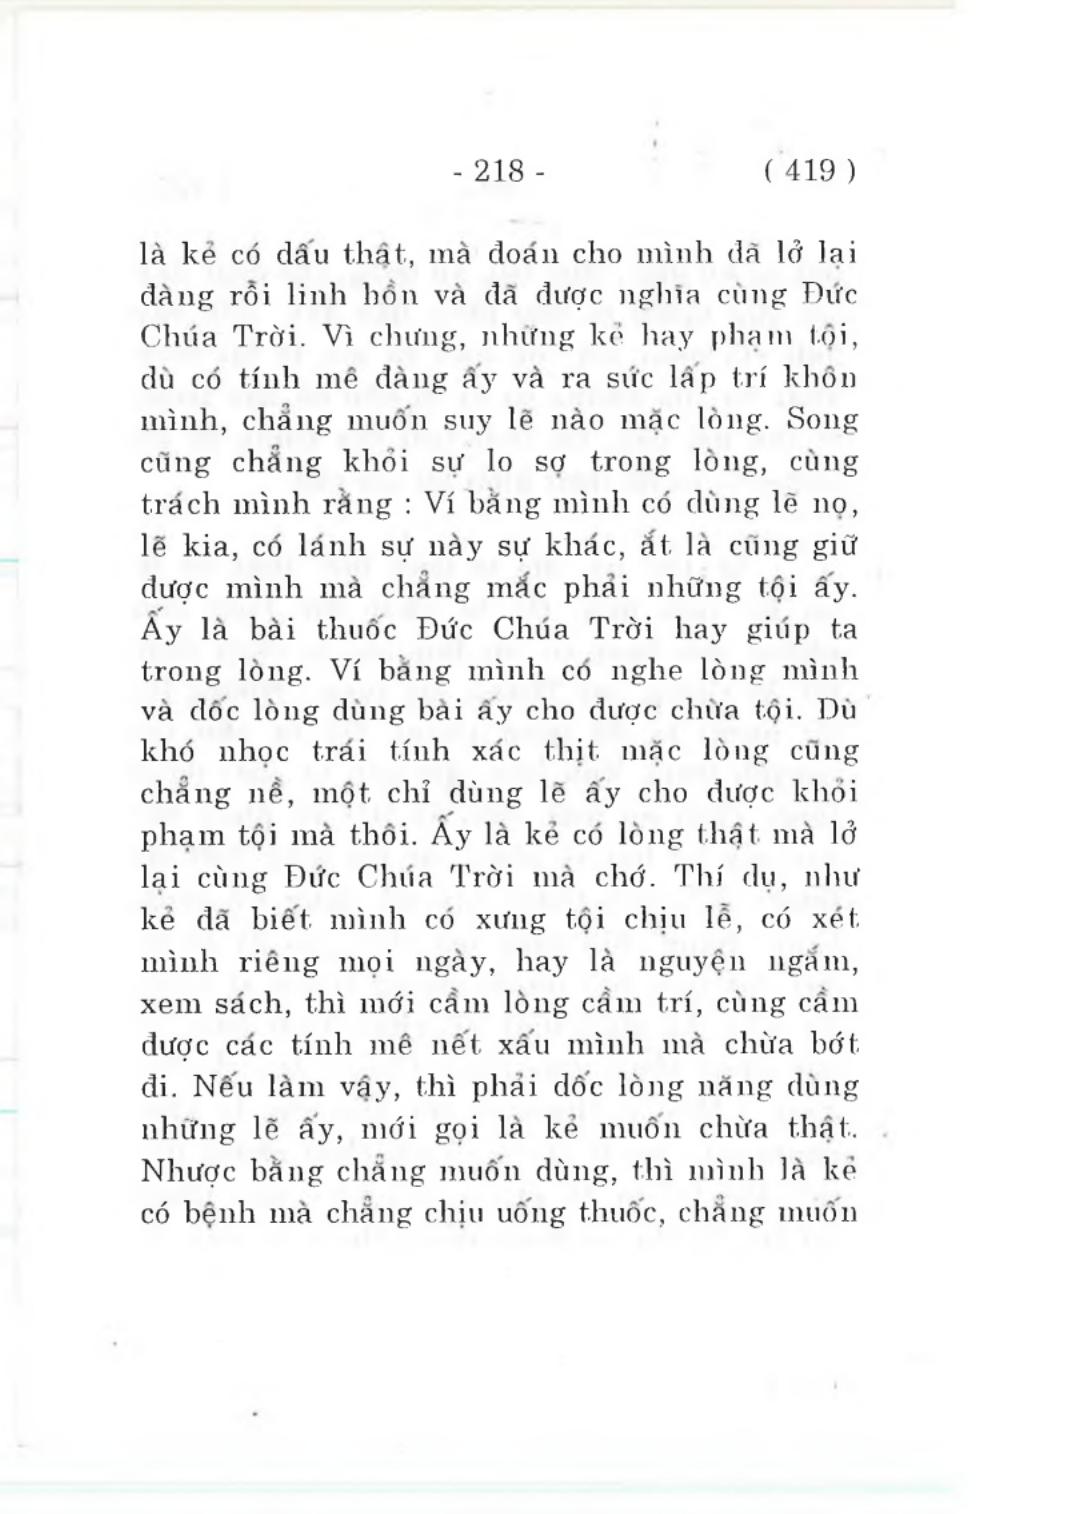 - 218 - ( 419 )
là kẻ có dấu thật, mà đoán cho mình đã lở lại
đàng rỗi linh hồn và đã được nghĩa cùng Đức
Chúa Trời. Vì chưng, những kẻ hay phạm tội,
dù có tính mê đàng ấy và ra sức lấp trí khôn
mình, chẳng muốn suy lẽ nào mặc lòng. Song
cũng chẳng khỏi sự lo sợ trong lòng, cùng
trách mình rằng : Ví bằng mình có dùng lẽ nọ,
lẽ kia, có lánh sự này sự khác, ắt là cũng giữ
được mình mà chẳng mắc phải những tội ấy.
Ấy là bài thuốc Đức Chúa Trời hay giúp ta
trong lòng. Ví bằng mình có nghe lòng mình
và dốc lòng dùng bài ấy cho được chừa tội. Dù
khó nhọc trái tính xác thịt mặc lòng cũng
chẳng nề, một chỉ dùng lẽ ấy cho được khỏi
phạm tội mà thôi. Ấy là kẻ có lòng thật mà lở
lại cùng Đức Chúa Trời mà chớ. Thí dụ, như
kẻ đã biết mình có xưng tội chịu lễ, có xét
mình riêng mọi ngày, hay là nguyện ngắm,
xem sách, thì mới cầm lòng cầm trí, cùng cầm
được các tính mê nết xấu mình mà chừa bớt
đi. Nếu làm vậy, thì phải dốc lòng năng dùng
những lẽ ấy, mới gọi là kẻ muốn chừa thật.
Nhược bằng chẳng muốn dùng, thì mình là kẻ
có bệnh mà chẳng chịu uống thuốc, chẳng muốn